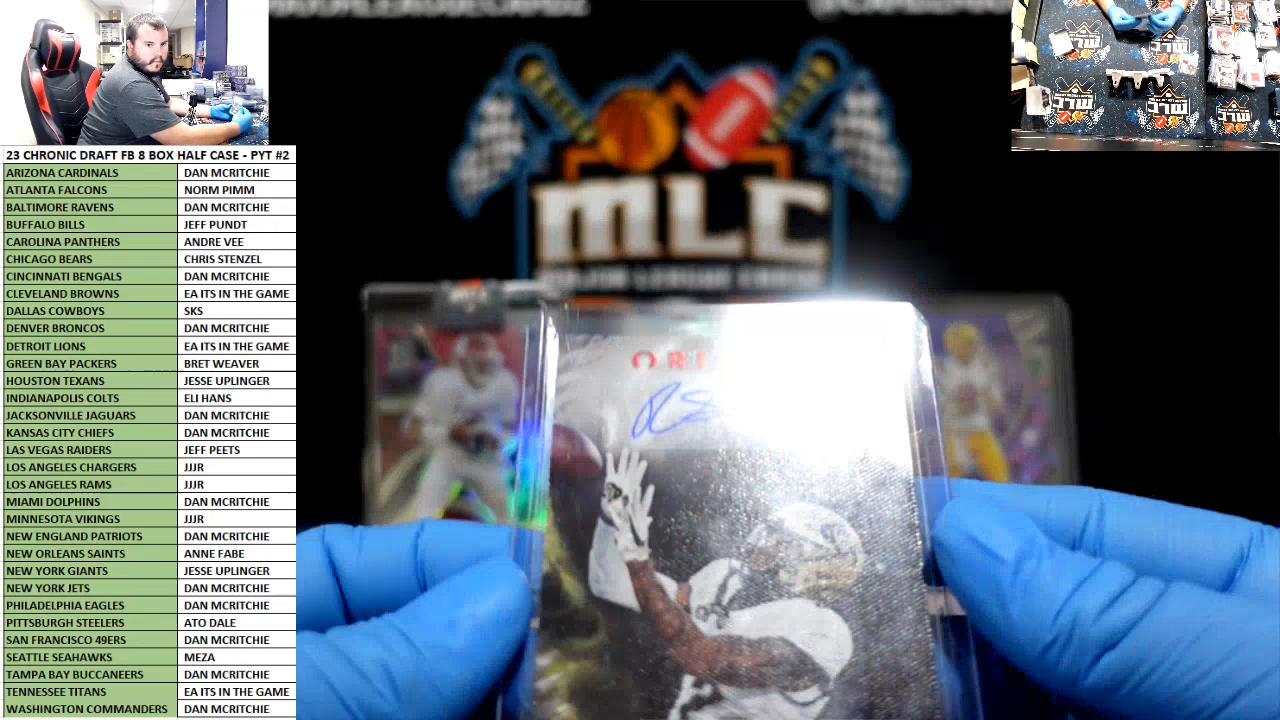 23 CHRONIC DRAFT FB 8 BOX HALF CASE - PYT #2
ARIZONA CARDINALS DAN MCRITCHIE
ATLANTA FALCONS NORM PIMM
BALTIMORE RAVENS DAN MCRITCHIE
BUFFALO BILLS JEFF PUNDT
CAROLINA PANTHERS ANDRE VEE
CHICAGO BEARS CHRIS STENZEL
CINCINNATI BENGALS DAN MCRITCHIE
CLEVELAND BROWNS EA ITS IN THE GAME
DALLAS COWBOYS SKS
DENVER BRONCOS DAN MCRITCHIE
DETROIT LIONS EA ITS IN THE GAME
GREEN BAY PACKERS BRET WEAVER
HOUSTON TEXANS JESSE UPLINGER
INDIANAPOLIS COLTS ELI HANS
JACKSONVILLE JAGUARS DAN MCRITCHIE
KANSAS CITY CHIEFS DAN MCRITCHIE
LAS VEGAS RAIDERS JEFF PEETS
LOS ANGELES CHARGERS JJJR
LOS ANGELES RAMS JJJR
MIAMI DOLPHINS DAN MCRITCHIE
MINNESOTA VIKINGS JJJR
NEW ENGLAND PATRIOTS DAN MCRITCHIE
NEW ORLEANS SAINTS ANNE FABE
NEW YORK GIANTS JESSE UPLINGER
NEW YORK JETS DAN MCRITCHIE
PHILADELPHIA EAGLES DAN MCRITCHIE
PITTSBURGH STEELERS ATO DALE
SAN FRANCISCO 49ERS DAN MCRITCHIE
SEATTLE SEAHAWKS MEZA
TAMPA BAY BUCCANEERS DAN MCRITCHIE
TENNESSEE TITANS EA ITS IN THE GAME
WASHINGTON COMMANDERS DAN MCRITCHIE
MLC
MAJOR LEAGUE